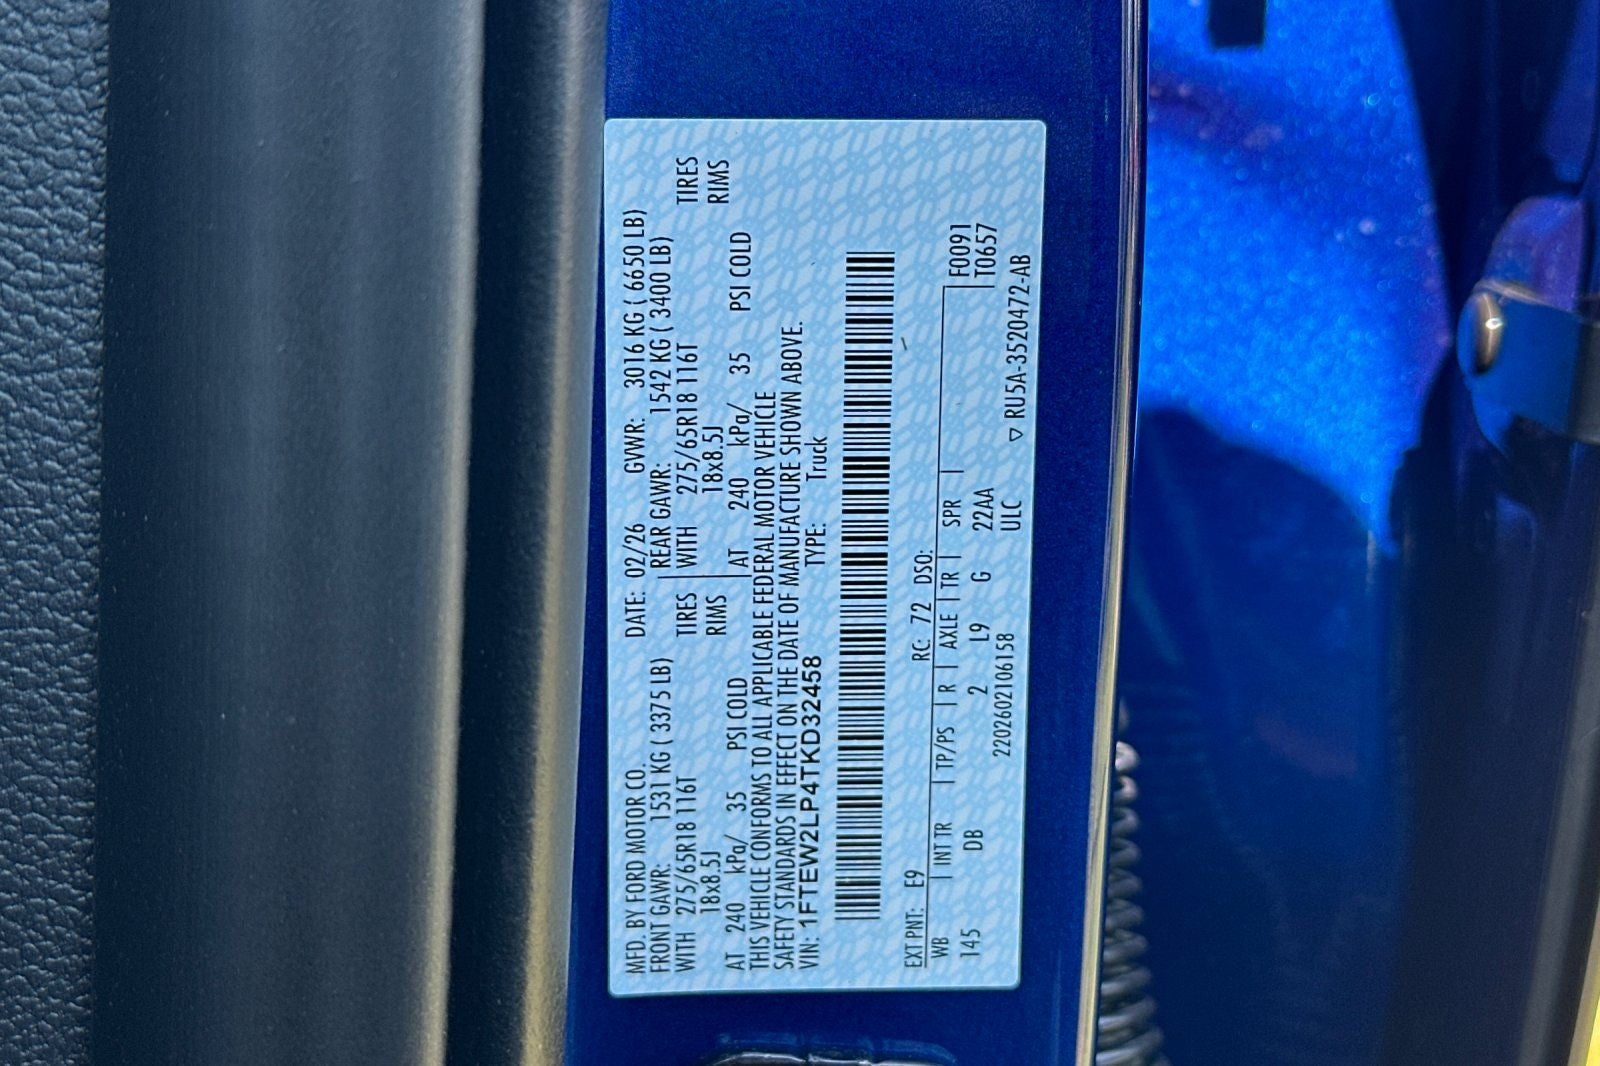 MFD. BY FORD MOTOR CO. DATE: 02/26 GVWR: 3016 KG ( 6650 LB)
FRONT GAWR: 1531 KG ( 3375 LB) REAR GAWR: 1542 KG ( 3400 LB)
WITH 275/65R18 116T TIRES WITH 275/65R18 116T TIRES
18x8.5J RIMS 18x8.5J RIMS
AT 240 kPa/ 35 PSI COLD AT 240 kPa/ 35 PSI COLD
THIS VEHICLE CONFORMS TO ALL APPLICABLE FEDERAL MOTOR VEHICLE
SAFETY STANDARDS IN EFFECT ON THE DATE OF MANUFACTURE SHOWN ABOVE.
VIN: 1FTEW2LP4TKD32458 TYPE: Truck
EXT PNT: E9 RC: 72 DSO: F0091
WB | INT TR | TP/PS | R | AXLE | TR | SPR T0657
145 DB 2 L9 G 22AA
2202602106158 ULC ▽ RU5A-3520472-AB